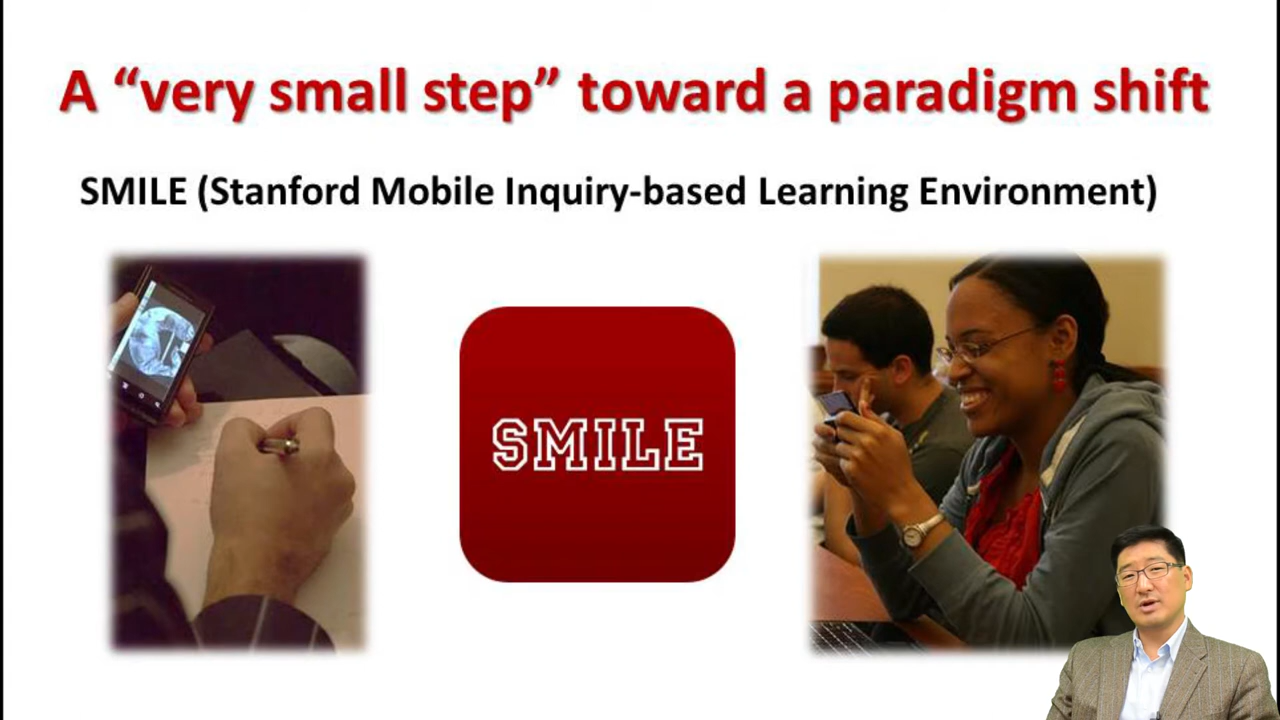 A “very small step” toward a paradigm shift
SMILE (Stanford Mobile Inquiry-based Learning Environment)
SMILE